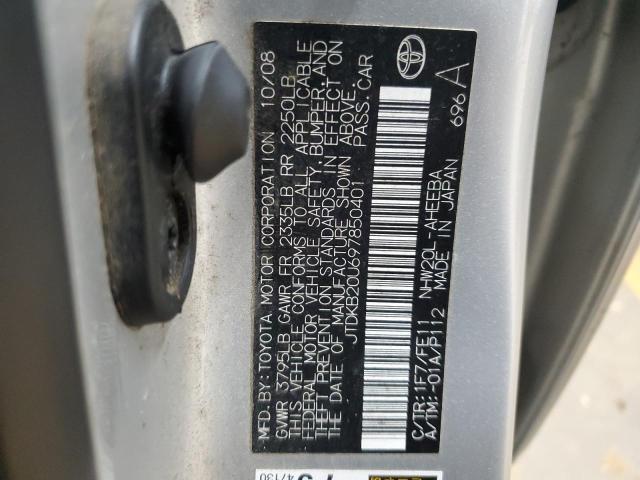 MFD. BY: TOYOTA MOTOR CORPORATION 10/08
GVWR 3795LB GAWR FR 2335LB RR 2250LB
THIS VEHICLE CONFORMS TO ALL APPLICABLE
FEDERAL MOTOR VEHICLE SAFETY, BUMPER, AND
THEFT PREVENTION STANDARDS IN EFFECT ON
THE DATE OF MANUFACTURE SHOWN ABOVE.
JTDKB20U697850401 PASS. CAR
C/TR: 1F7/FE11 NHW20L-AHEEBA
A/TM: -01A/P112 MADE IN JAPAN 696 A
47130